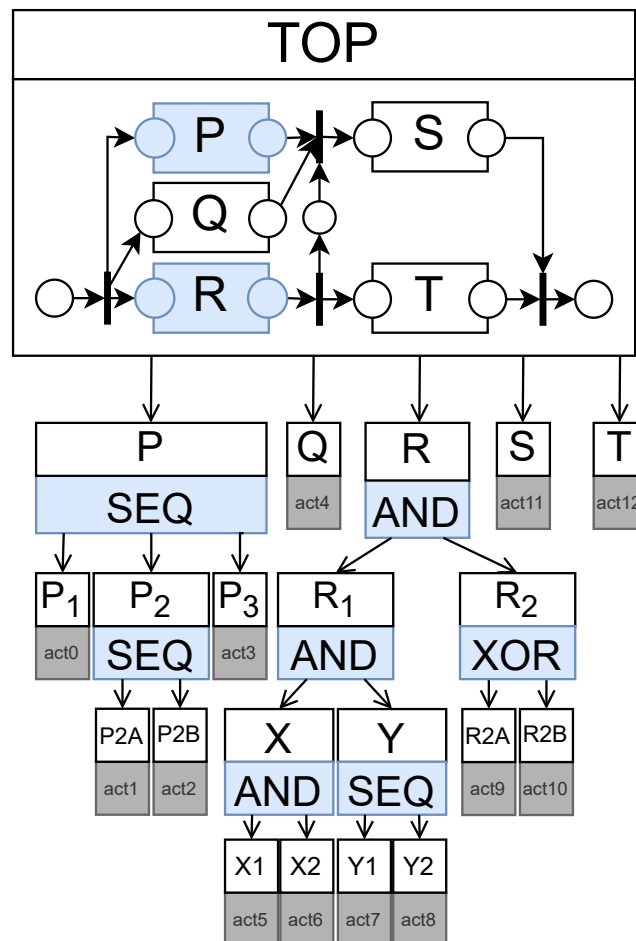 TOP
P S
Q
R T
P Q R S T
SEQ act4 AND act11 act12
P1 P2 P3 R1 R2
act0 SEQ act3 AND XOR
P2A P2B X Y R2A R2B
act1 act2 AND SEQ act9 act10
X1 X2 Y1 Y2
act5 act6 act7 act8